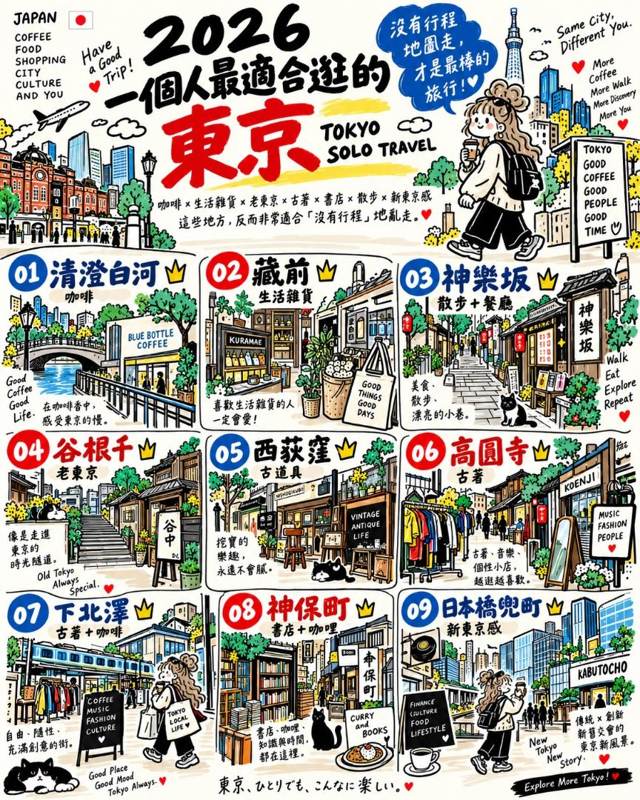 JAPAN
COFFEE
FOOD
SHOPPING
CITY
CULTURE
AND YOU
Have
a Good
Trip!
2026
一個人最適合逛的
東京
TOKYO
SOLO TRAVEL
沒有行程
地圖走，
才是最棒的
旅行！
Same City,
Different You.
More
Coffee
More Walk
More Discovery
More You
TOKYO
GOOD
COFFEE
GOOD
PEOPLE
GOOD
TIME
咖啡×生活雜貨×老東京×古著×書店×散步×新東京感
這些地方，反而非常適合「沒有行程」地亂走。
01 清澄白河
咖啡
BLUE BOTTLE
COFFEE
Good
Coffee
Good
Life.
在咖啡香中，
感受東京的慢。
02 藏前
生活雜貨
KURAMAE
GOOD
THINGS
GOOD
DAYS
喜歡生活雜貨的人
一定會愛！
03 神樂坂
散步+餐廳
神樂坂
美食、
散步、
漂亮的小巷。
Walk
Eat
Explore
Repeat
04 谷根千
老東京
谷中
像是走進
東京的
時光隧道。
Old Tokyo
Always
Special.
05 西荻窪
古道具
VINTAGE
ANTIQUE
LIFE
挖寶的
樂趣，
永遠不會膩。
06 高圓寺
古著
KOENJI
MUSIC
FASHION
PEOPLE
古著、音樂、
個性小店，
越逛越喜歡。
07 下北澤
古著+咖啡
COFFEE
MUSIC
FASHION
CULTURE
TOKYO
LOCAL
LIFE
自由、隨性、
充滿創意的街。
Good Place
Good Mood
Tokyo Always.
08 神保町
書店+咖哩
保町
CURRY
and
BOOKS
書店、咖哩、
知識與時間，
都在這裡。
09 日本橋兜町
新東京感
KABUTOCHO
FINANCE
CULTURE
FOOD
LIFESTYLE
New
Tokyo
New
Story.
傳統×創新
新舊交會的
東京新風景。
東京、ひとりでも、こんなに楽しい。
Explore More Tokyo!